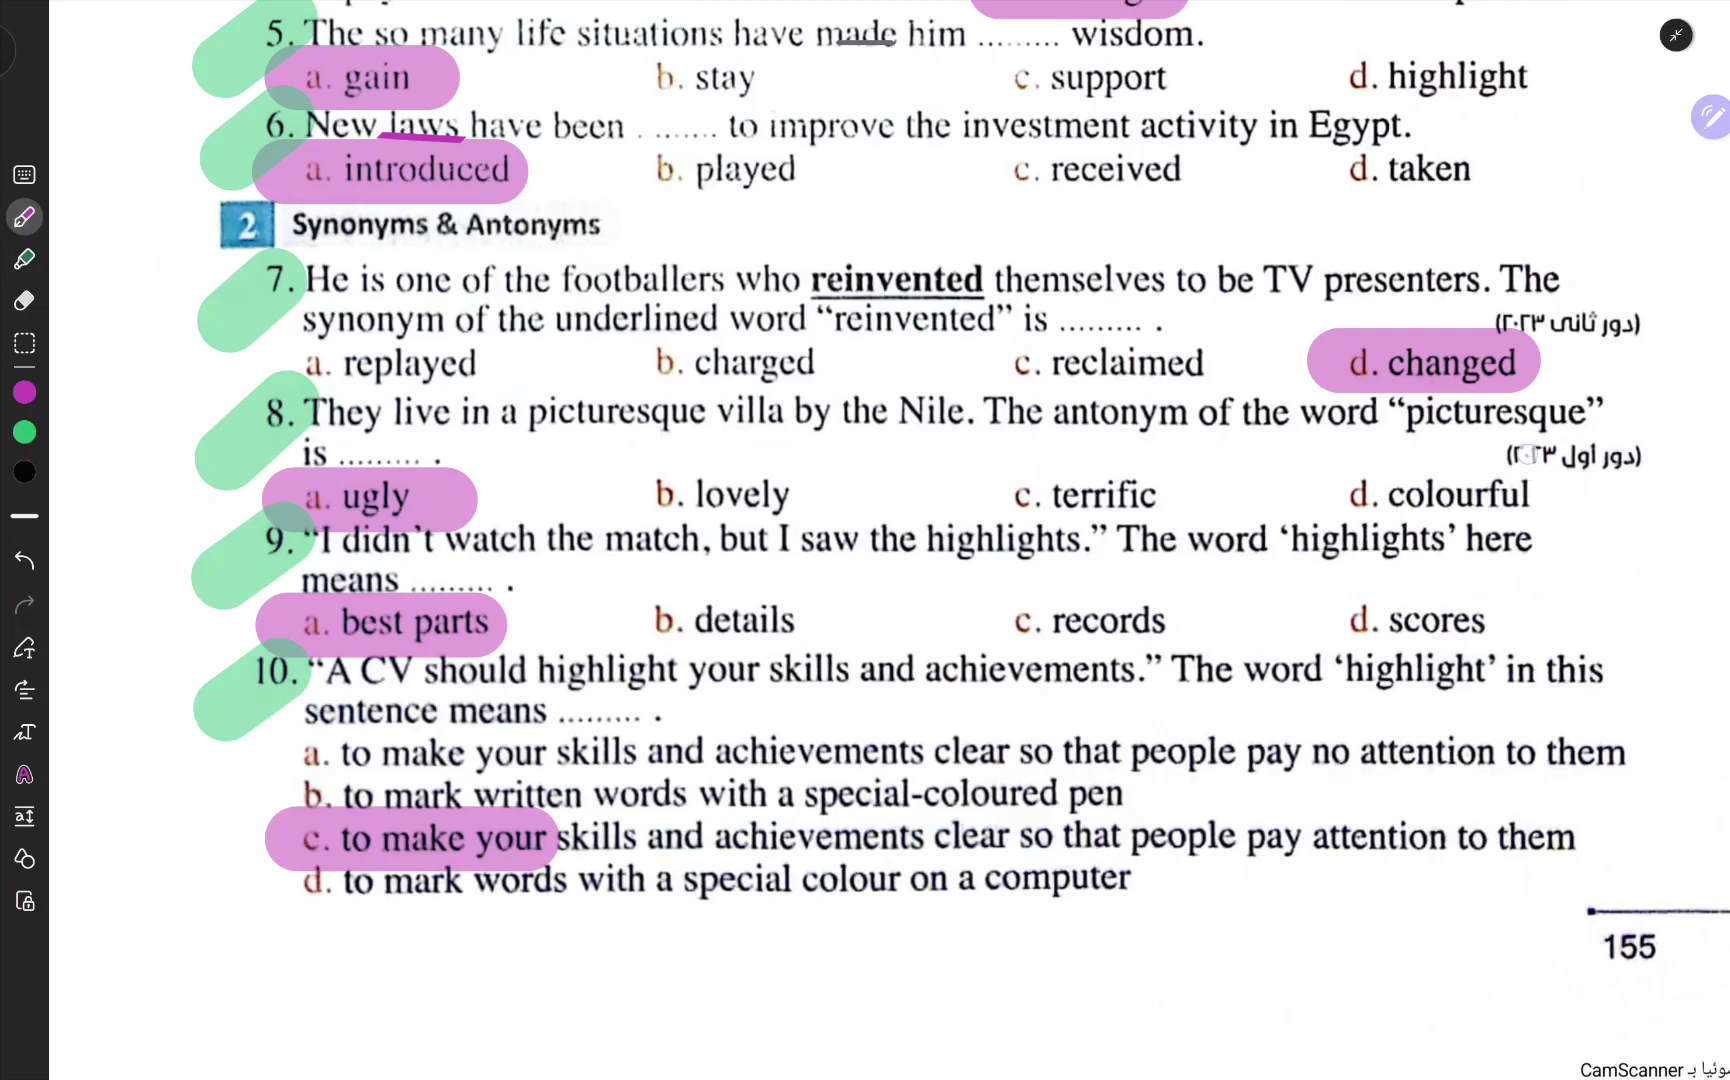 5. The so many life situations have made him ......... wisdom.
a. gain b. stay c. support d. highlight
6. New laws have been ......... to improve the investment activity in Egypt.
a. introduced b. played c. received d. taken
2 Synonyms & Antonyms
7. He is one of the footballers who reinvented themselves to be TV presenters. The
synonym of the underlined word “reinvented” is ......... .
(دور ثانى ٢٠٢٣)
a. replayed b. charged c. reclaimed d. changed
8. They live in a picturesque villa by the Nile. The antonym of the word “picturesque”
is ......... .
(دور أول ٢٠٢٣)
a. ugly b. lovely c. terrific d. colourful
9. “I didn’t watch the match, but I saw the highlights.” The word ‘highlights’ here
means ......... .
a. best parts b. details c. records d. scores
10. “A CV should highlight your skills and achievements.” The word ‘highlight’ in this
sentence means ......... .
a. to make your skills and achievements clear so that people pay no attention to them
b. to mark written words with a special-coloured pen
c. to make your skills and achievements clear so that people pay attention to them
d. to mark words with a special colour on a computer
155
CamScanner بـ